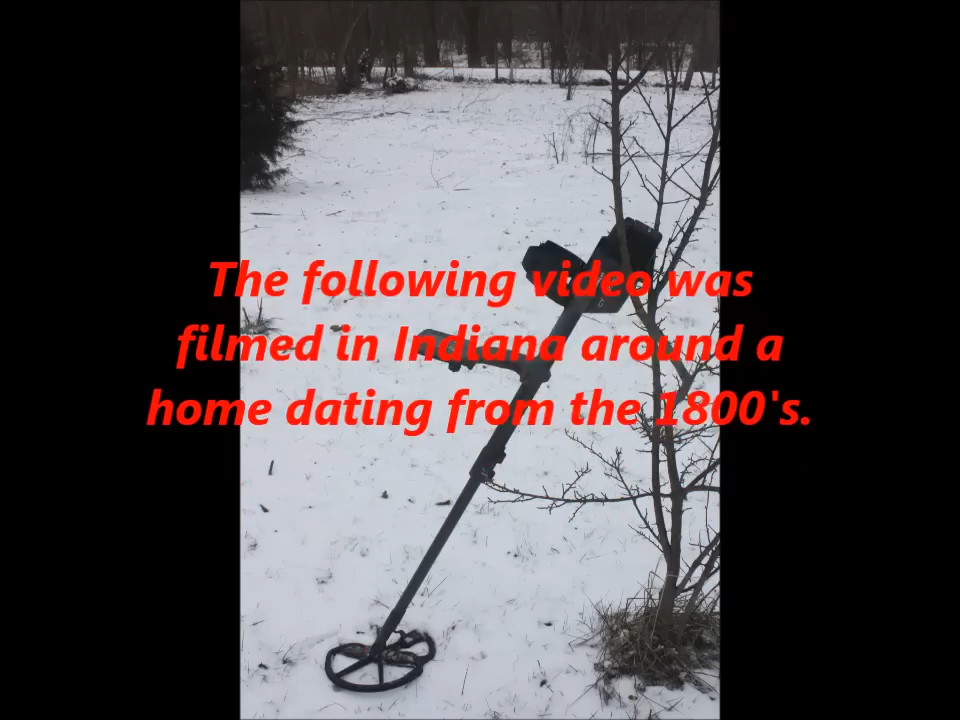 The following video was
filmed in Indiana around a
home dating from the 1800's.